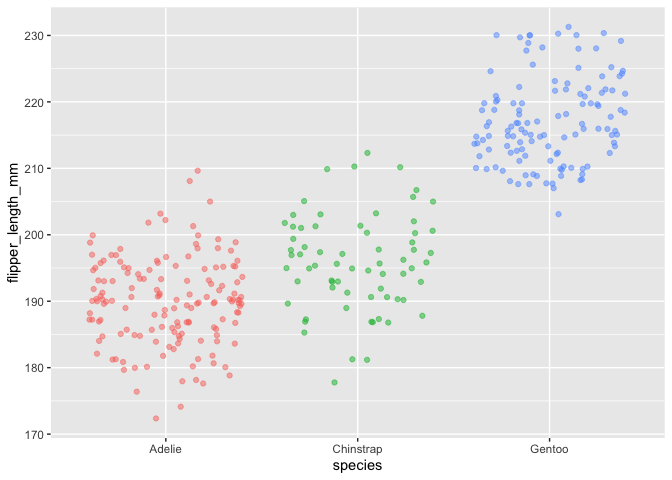 230
220
210
200
190
180
170
flipper_length_mm
Adelie
Chinstrap
Gentoo
species